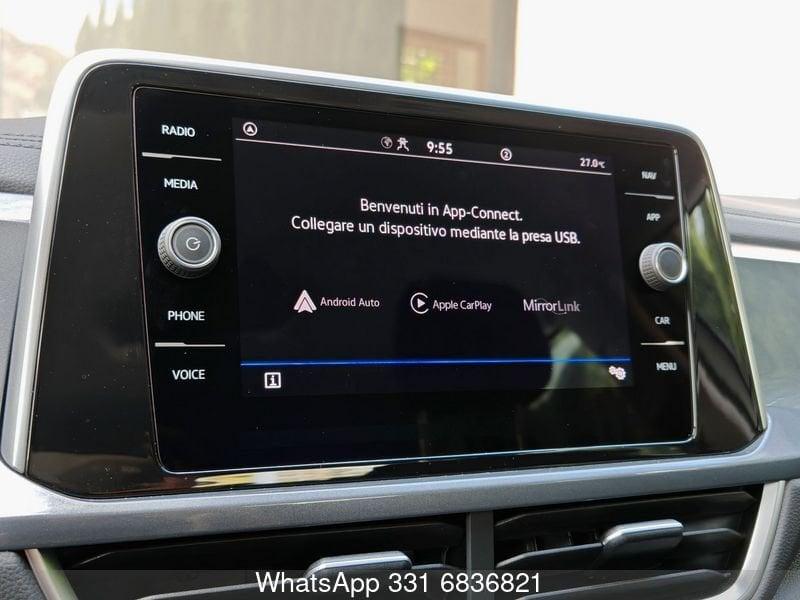 RADIO
MEDIA
PHONE
VOICE
9:55
2
27.0°C
Benvenuti in App-Connect.
Collegare un dispositivo mediante la presa USB.
Android Auto
Apple CarPlay
MirrorLink
i
NAV
APP
CAR
MENU
WhatsApp 331 6836821